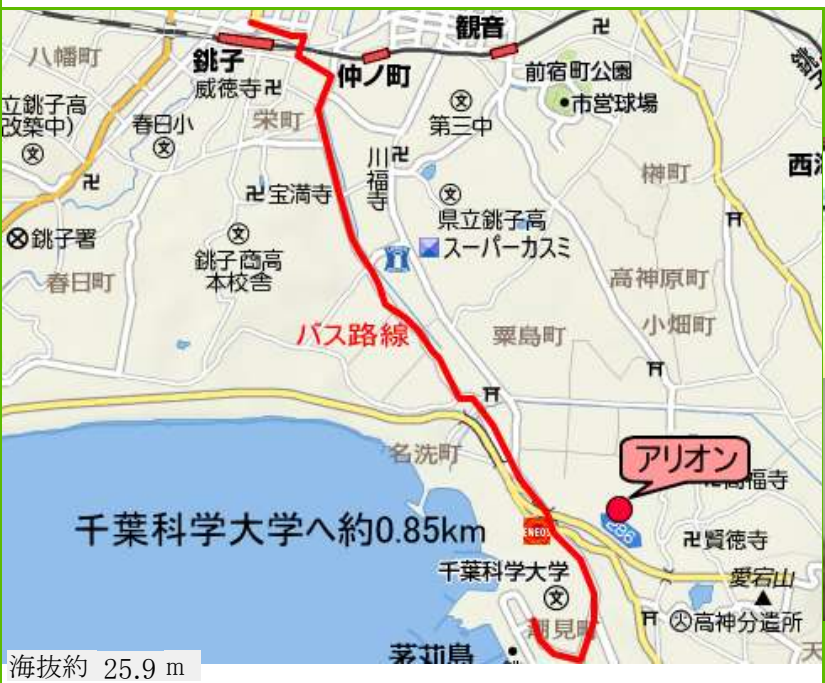 観音
八幡町
銚子
仲ノ町
前宿町公園
威徳寺
市営球場
立銚子高
改築中)
春日小
栄町
第三中
川福寺
榊町
西海
宝満寺
県立銚子高
銚子署
スーパーカスミ
銚子商高
本校舎
春日町
高神原町
小畑町
バス路線
粟島町
アリオン
名洗町
高福寺
286
千葉科学大学へ約0.85km
ENEOS
賢徳寺
千葉科学大学
愛宕山
潮見町
高神分遣所
茅苅島
天
海抜約 25.9 m